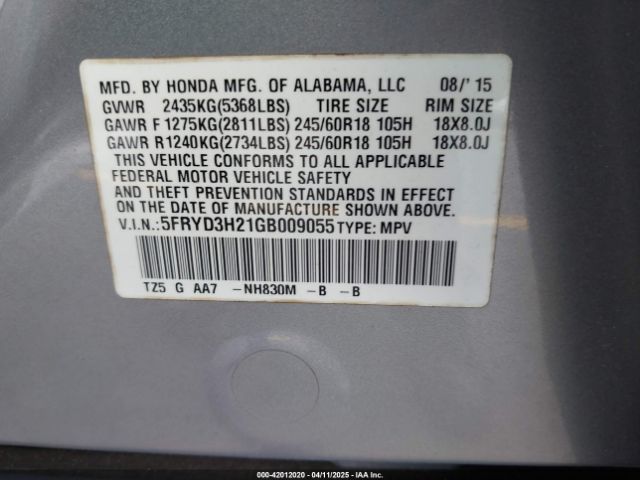 MFD. BY HONDA MFG. OF ALABAMA, LLC 08/' 15
GVWR 2435KG(5368LBS) TIRE SIZE RIM SIZE
GAWR F 1275KG(2811LBS) 245/60R18 105H 18X8.0J
GAWR R1240KG(2734LBS) 245/60R18 105H 18X8.0J
THIS VEHICLE CONFORMS TO ALL APPLICABLE
FEDERAL MOTOR VEHICLE SAFETY
AND THEFT PREVENTION STANDARDS IN EFFECT
ON THE DATE OF MANUFACTURE SHOWN ABOVE.
V.I.N.:5FRYD3H21GB009055 TYPE: MPV
TZ5 G AA7 -NH830M -B -B
000-42012020 - 04/11/2025 - IAA Inc.